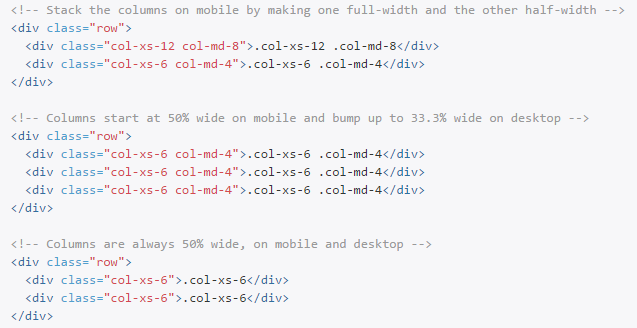 <!-- Stack the columns on mobile by making one full-width and the other half-width -->
<div class="row">
  <div class="col-xs-12 col-md-8">.col-xs-12 .col-md-8</div>
  <div class="col-xs-6 col-md-4">.col-xs-6 .col-md-4</div>
</div>

<!-- Columns start at 50% wide on mobile and bump up to 33.3% wide on desktop -->
<div class="row">
  <div class="col-xs-6 col-md-4">.col-xs-6 .col-md-4</div>
  <div class="col-xs-6 col-md-4">.col-xs-6 .col-md-4</div>
  <div class="col-xs-6 col-md-4">.col-xs-6 .col-md-4</div>
</div>

<!-- Columns are always 50% wide, on mobile and desktop -->
<div class="row">
  <div class="col-xs-6">.col-xs-6</div>
  <div class="col-xs-6">.col-xs-6</div>
</div>